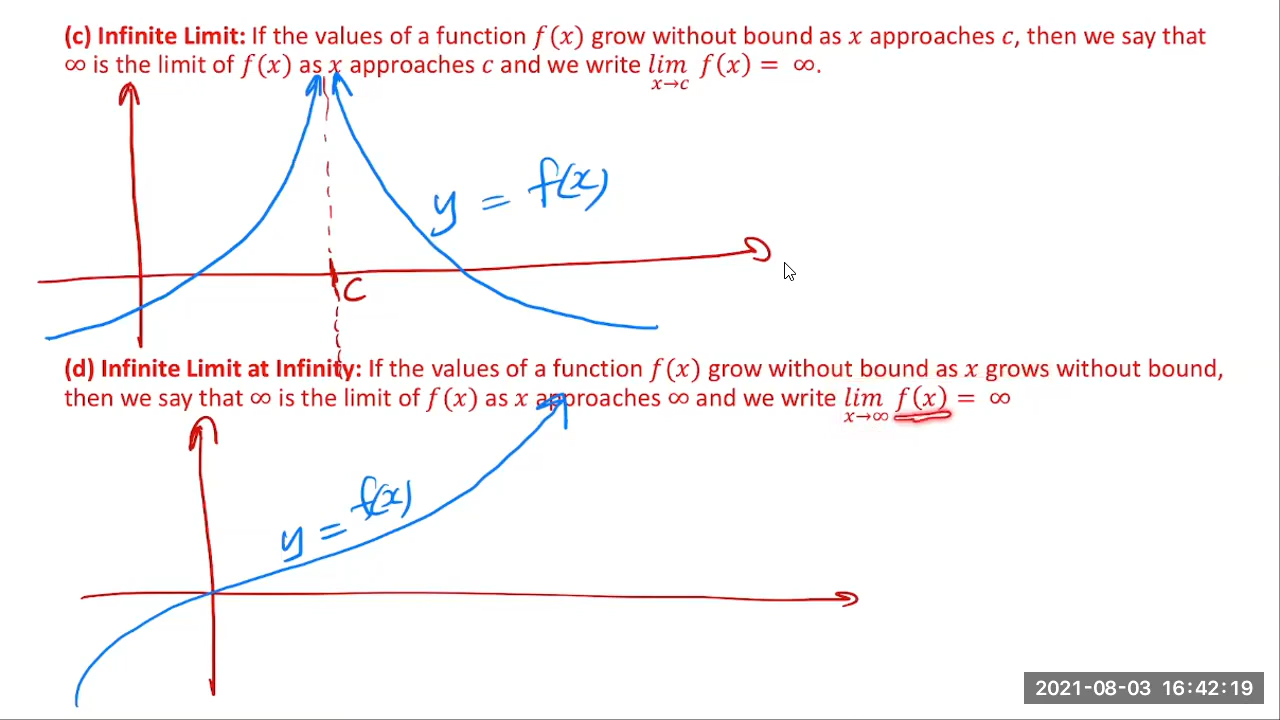 (c) Infinite Limit: If the values of a function f(x) grow without bound as x approaches c, then we say that
∞ is the limit of f(x) as x approaches c and we write lim f(x) = ∞.
x→c
y = f(x)
C
(d) Infinite Limit at Infinity: If the values of a function f(x) grow without bound as x grows without bound,
then we say that ∞ is the limit of f(x) as x approaches ∞ and we write lim f(x) = ∞
x→∞
y = f(x)
2021-08-03 16:42:19